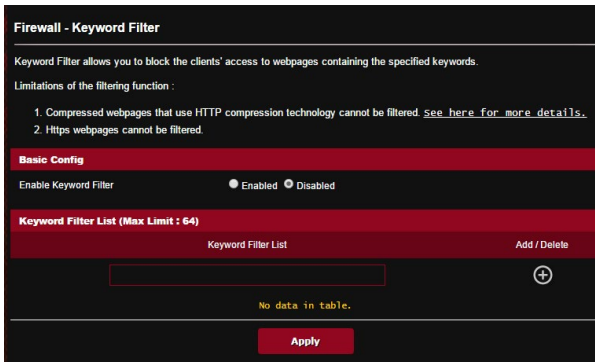 Firewall - Keyword Filter
Keyword Filter allows you to block the clients' access to webpages containing the specified keywords.
Limitations of the filtering function :
1. Compressed webpages that use HTTP compression technology cannot be filtered. See here for more details.
2. Https webpages cannot be filtered.
Basic Config
Enable Keyword Filter Enabled Disabled
Keyword Filter List (Max Limit : 64)
Keyword Filter List Add / Delete
No data in table.
Apply